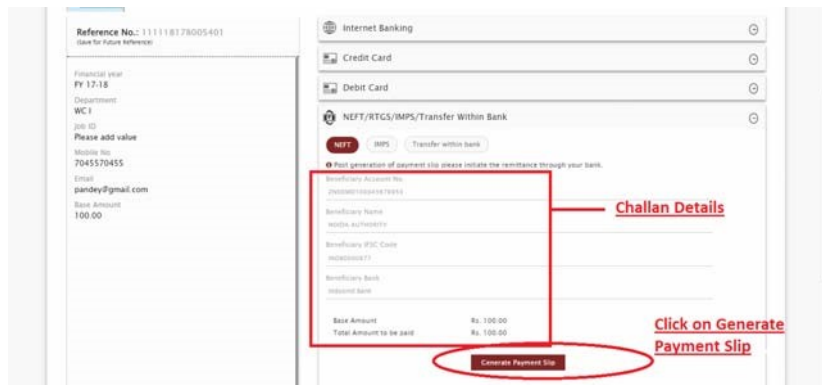 Reference No.: 111118178005401
(Save for Future Reference)
Financial year
FY 17-18
Department
WC I
Job ID
Please add value
Mobile No
7045570455
Email
pandey@gmail.com
Base Amount
100.00
Internet Banking
Credit Card
Debit Card
NEFT/RTGS/IMPS/Transfer Within Bank
NEFT IMPS Transfer within bank
Post generation of payment slip please initiate the remittance through your bank.
Beneficiary Account No
Beneficiary Name
NOIDA AUTHORITY
Beneficiary IFSC Code
Beneficiary Bank
Indusind Bank
Base Amount Rs. 100.00
Total Amount to be paid Rs. 100.00
Generate Payment Slip
Challan Details
Click on Generate
Payment Slip